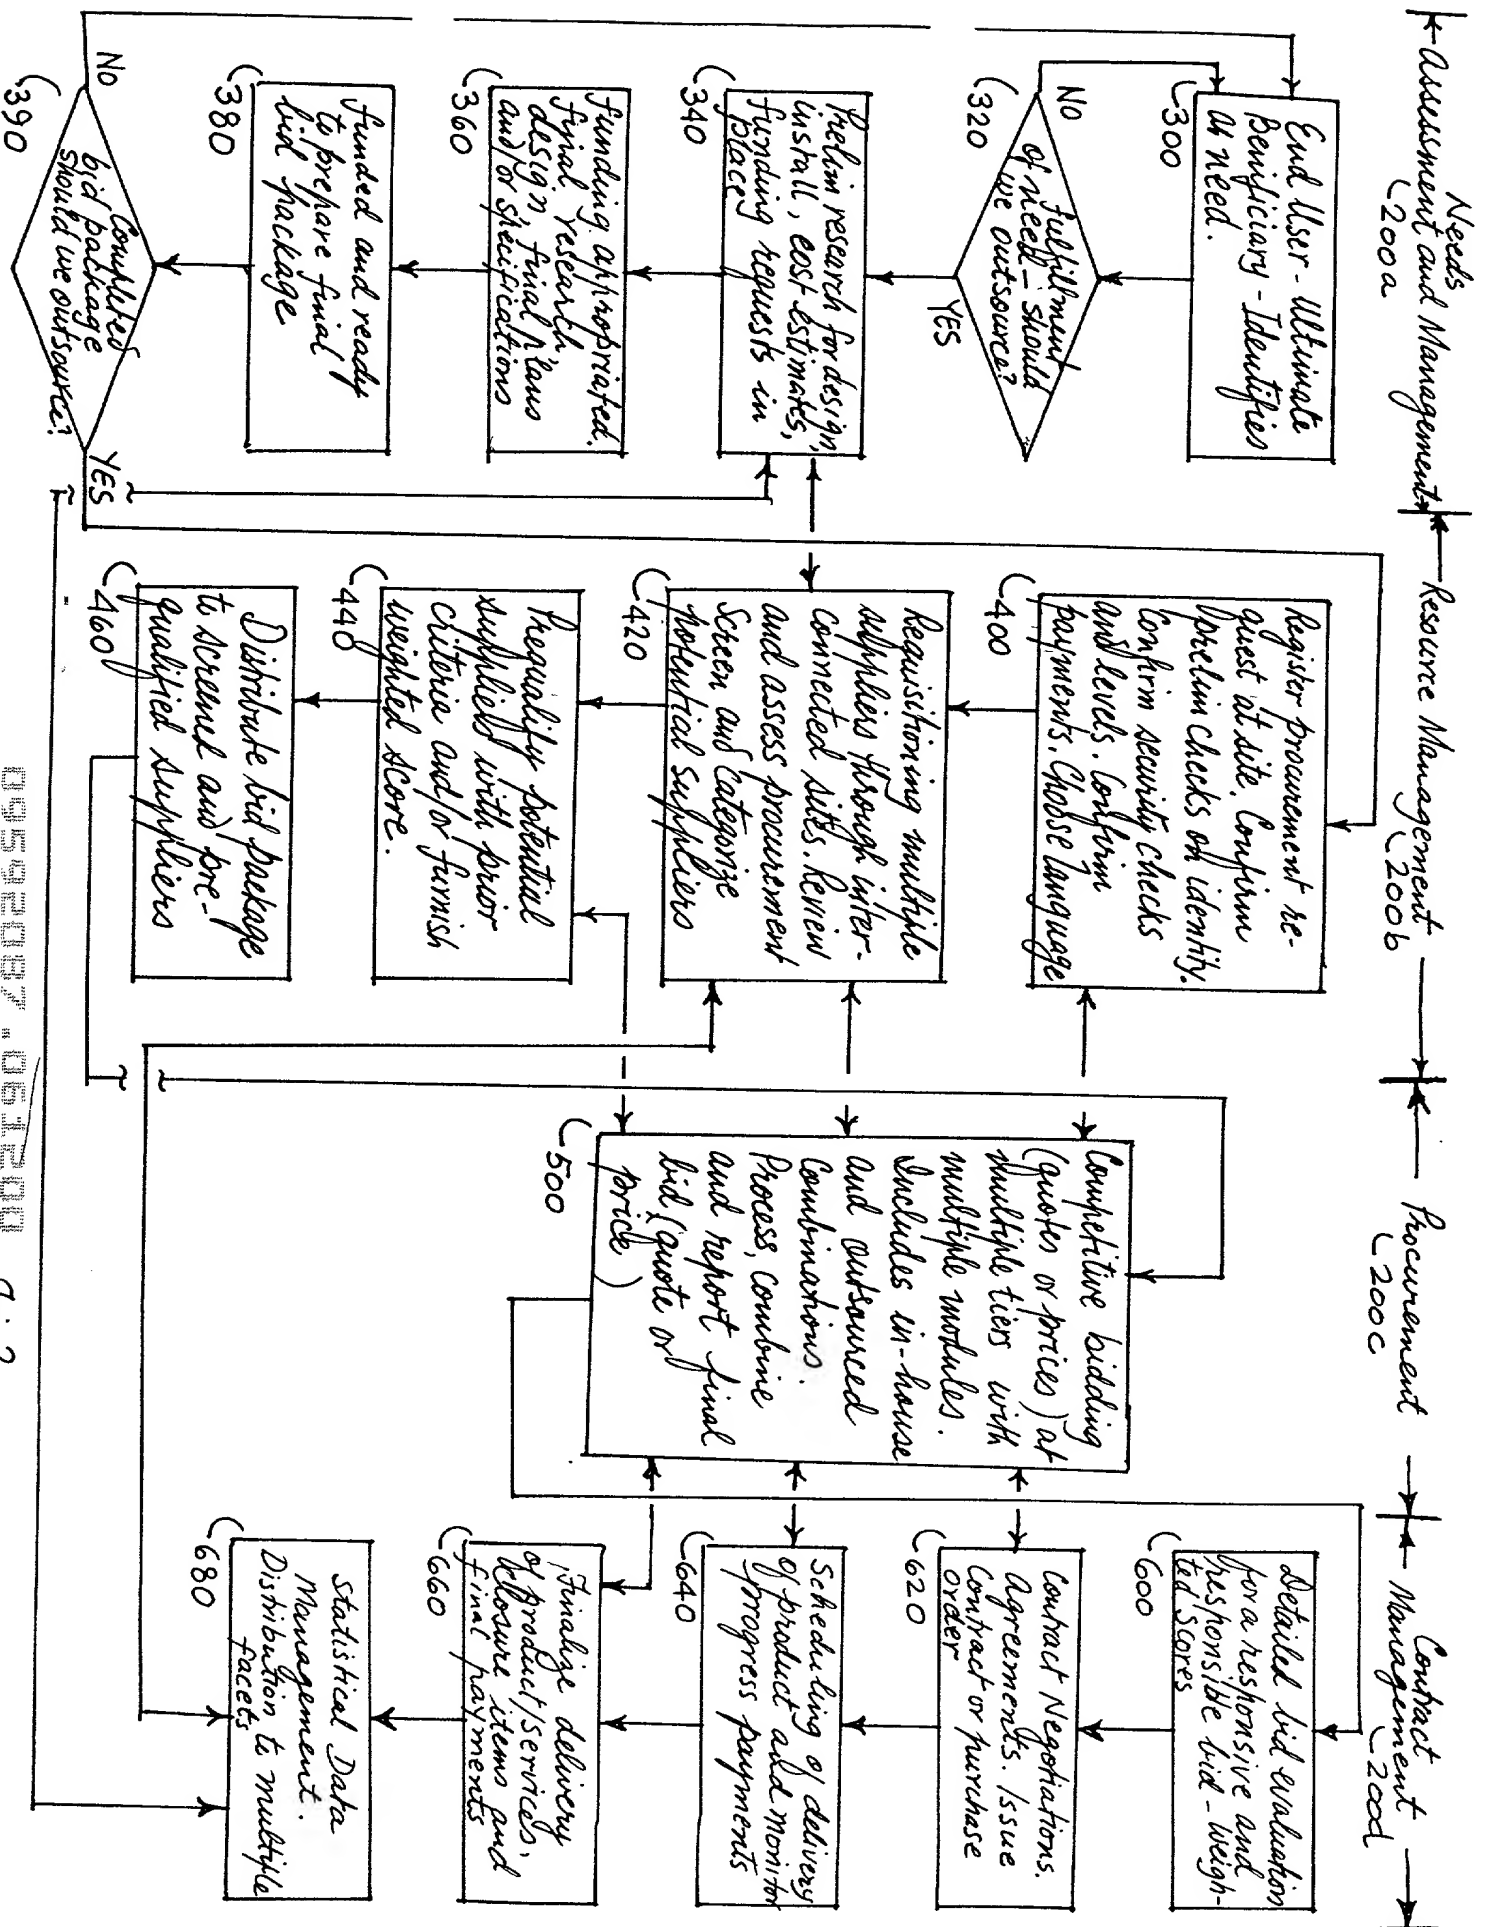 Needs
Assessment and Management
200a
Resource Management
200b
Procurement
200c
Contract
Management
200d
End User - Ultimate
Benificiary - Identifies
a need.
300
Fulfillment
of need - should
we outsource?
320
No
YES
Prelim research for design,
install, cost estimates,
funding requests in
place
340
Funding appropriated.
final research
design, final plans
and/or specifications
360
Funded and ready
to prepare final
bid package
380
Completed
bid package
should we outsource?
390
No
YES
Register procurement re-
quest at site. Confirm
prelim checks on identity.
Confirm security checks
and levels. Confirm
payments. Choose language
400
Requisitioning multiple
suppliers through inter-
connected sites. Review
and assess procurement
Screen and Categorize
potential suppliers
420
Prequalify potential
supplied with prior
criteria and/or furnish
weighted score.
440
Distribute bid package
to screened and pre-
qualified suppliers
460
Competitive bidding
(quotes or prices) at
multiple tiers with
multiple modules.
Includes in-house
and outsourced
Combinations.
Process, combine
and report final
bid (quote or
price)
500
Detailed bid evaluation
for a responsive and
responsible bid - weigh-
ted scores
600
Contract Negotiations.
Agreements. Issue
Contract or purchase
order
620
Scheduling of delivery
of product and monitor
progress payments
640
Finalize delivery
of product/services,
closure items and
final payments
660
Statistical Data
Management.
Distribution to multiple
facets
680